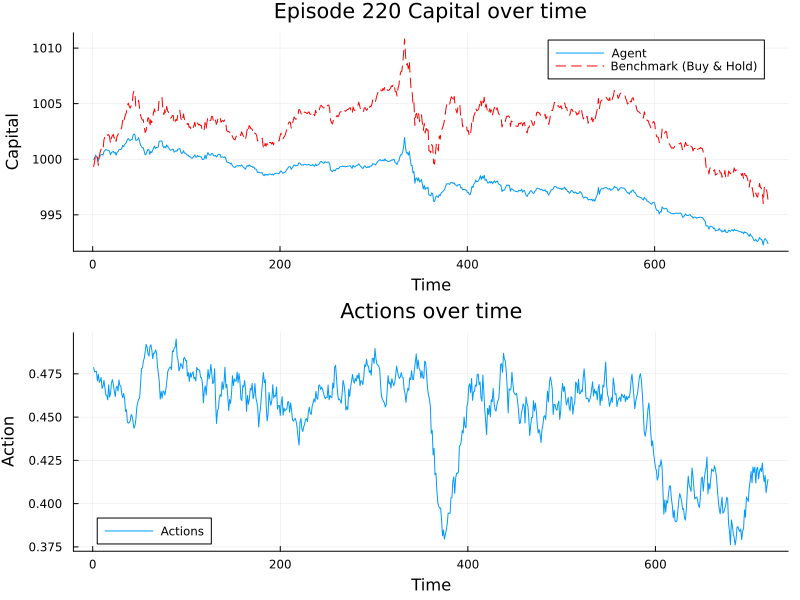 Episode 220 Capital over time
1010
1005
1000
995
Capital
Agent
Benchmark (Buy & Hold)
0
200
400
600
Time
Actions over time
0.475
0.450
0.425
0.400
0.375
Action
Actions
0
200
400
600
Time